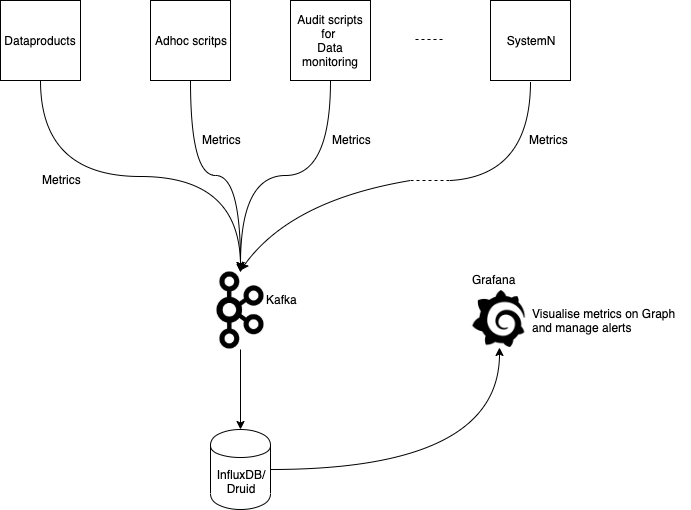 Dataproducts
Adhoc scritps
Audit scripts
for
Data
monitoring
SystemN
Metrics
Metrics
Metrics
Metrics
Kafka
Grafana
Visualise metrics on Graph
and manage alerts
InfluxDB/
Druid